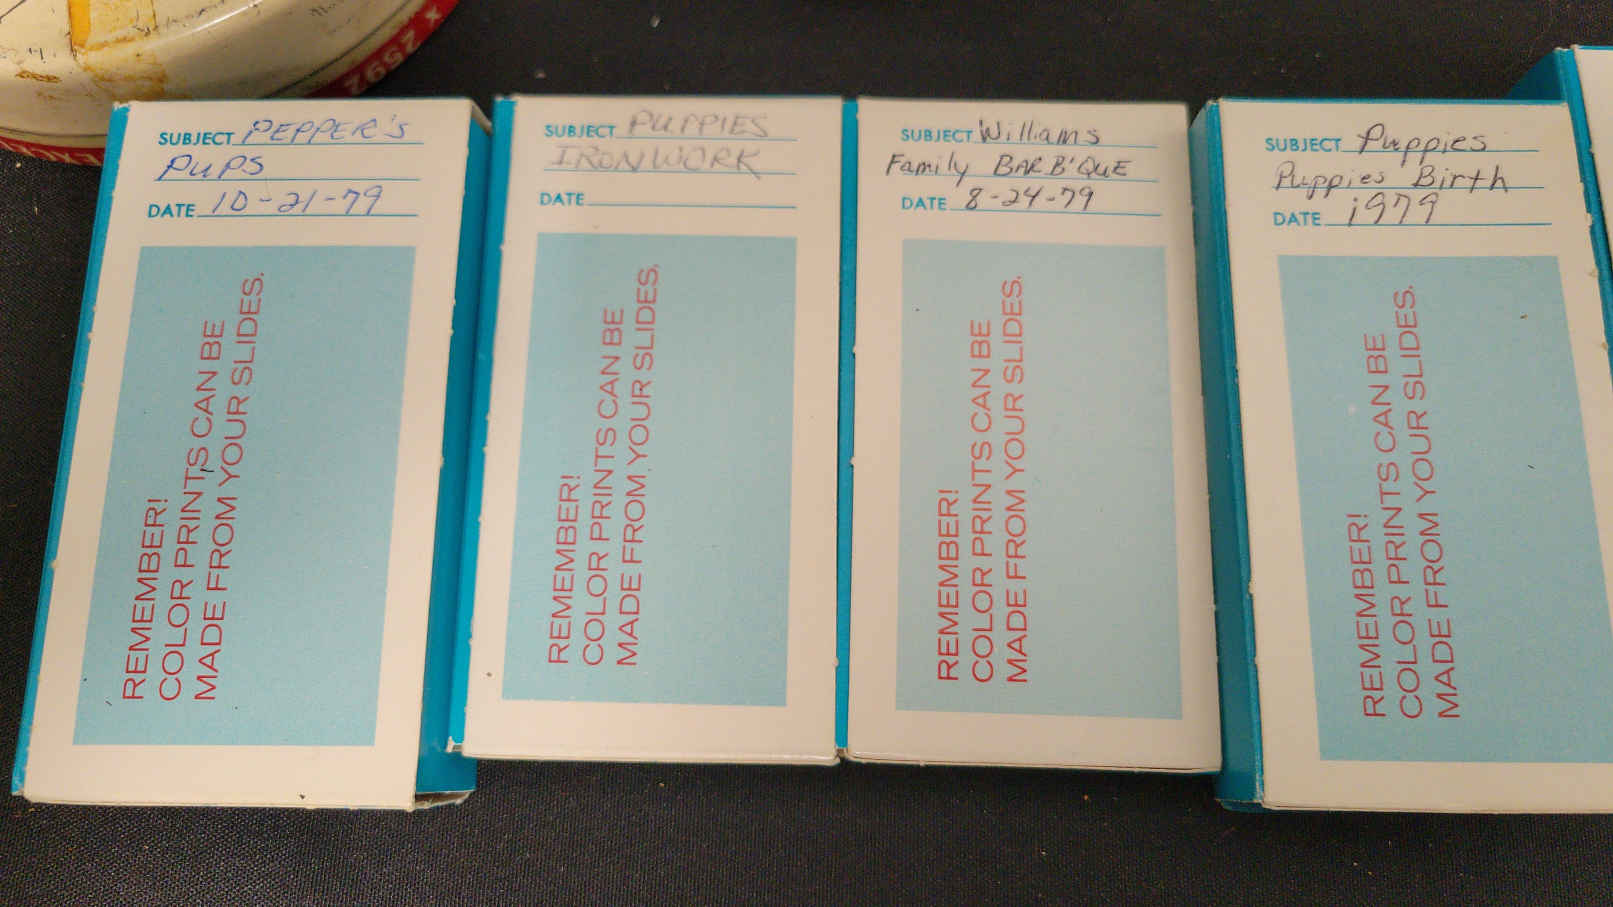 x 2592
EXCEL
SUBJECT PEPPER'S
PUPS
DATE 10-21-79
REMEMBER!
COLOR PRINTS CAN BE
MADE FROM YOUR SLIDES.
SUBJECT PUPPIES
IRONWORK
DATE
REMEMBER!
COLOR PRINTS CAN BE
MADE FROM YOUR SLIDES.
SUBJECT Williams
Family BAR B'QUE
DATE 8-24-79
REMEMBER!
COLOR PRINTS CAN BE
MADE FROM YOUR SLIDES.
SUBJECT Puppies
Puppies Birth
DATE 1979
REMEMBER!
COLOR PRINTS CAN BE
MADE FROM YOUR SLIDES.